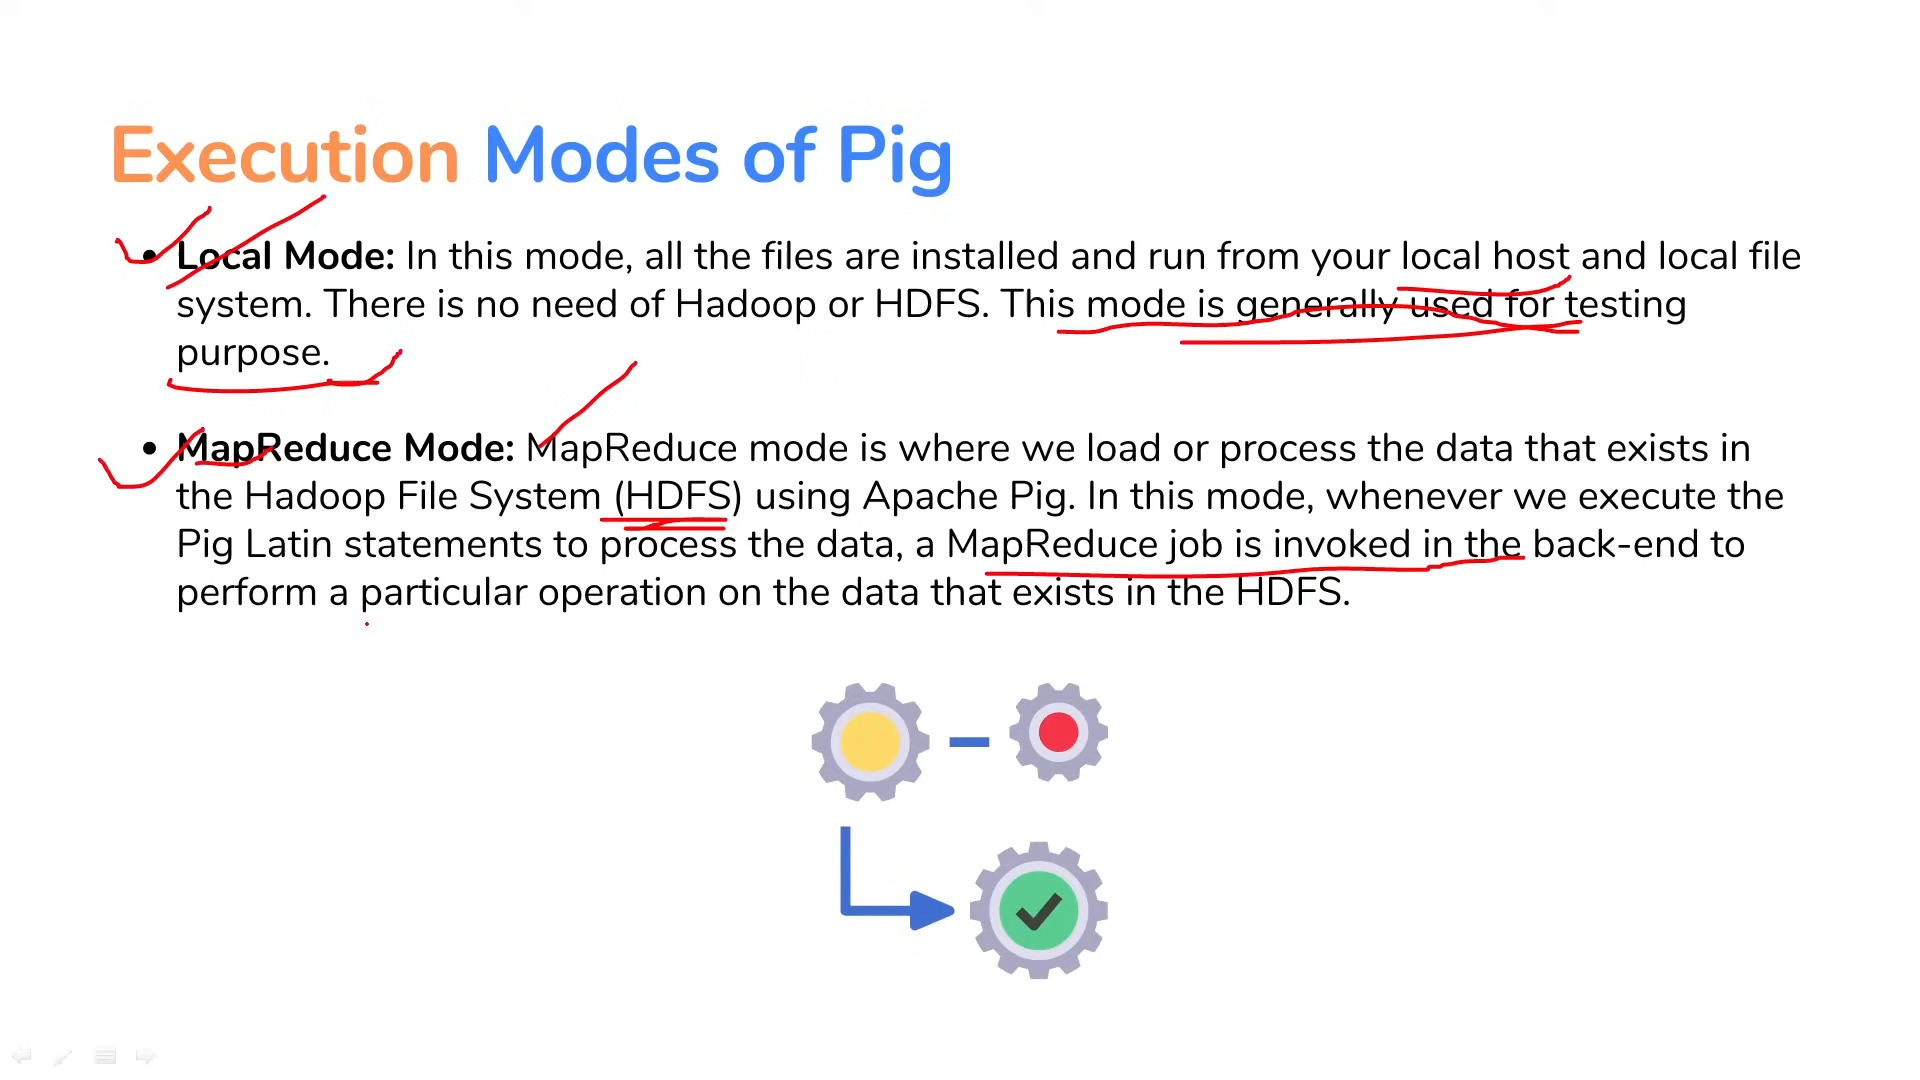 Execution Modes of Pig
• Local Mode: In this mode, all the files are installed and run from your local host and local file
system. There is no need of Hadoop or HDFS. This mode is generally used for testing
purpose.
• MapReduce Mode: MapReduce mode is where we load or process the data that exists in
the Hadoop File System (HDFS) using Apache Pig. In this mode, whenever we execute the
Pig Latin statements to process the data, a MapReduce job is invoked in the back-end to
perform a particular operation on the data that exists in the HDFS.